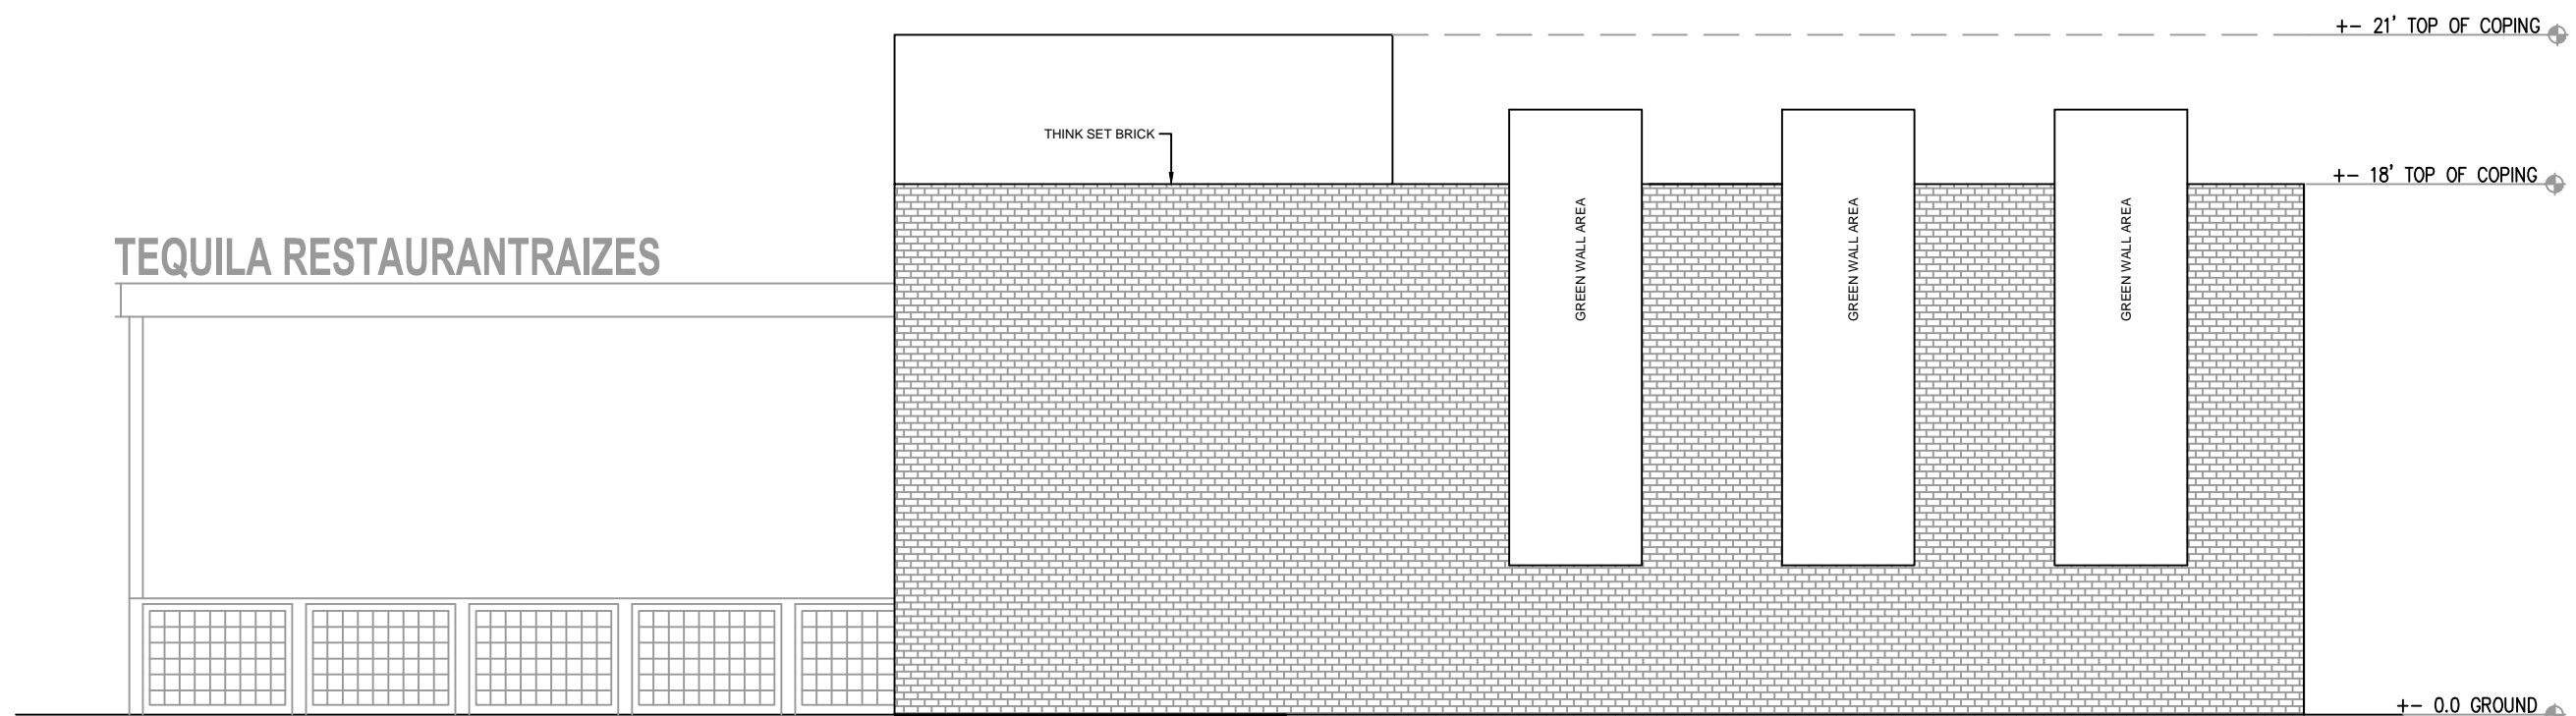 +- 21' TOP OF COPING
THINK SET BRICK
+- 18' TOP OF COPING
TEQUILA RESTAURANTRAIZES
GREEN WALL AREA
GREEN WALL AREA
GREEN WALL AREA
+- 0.0 GROUND